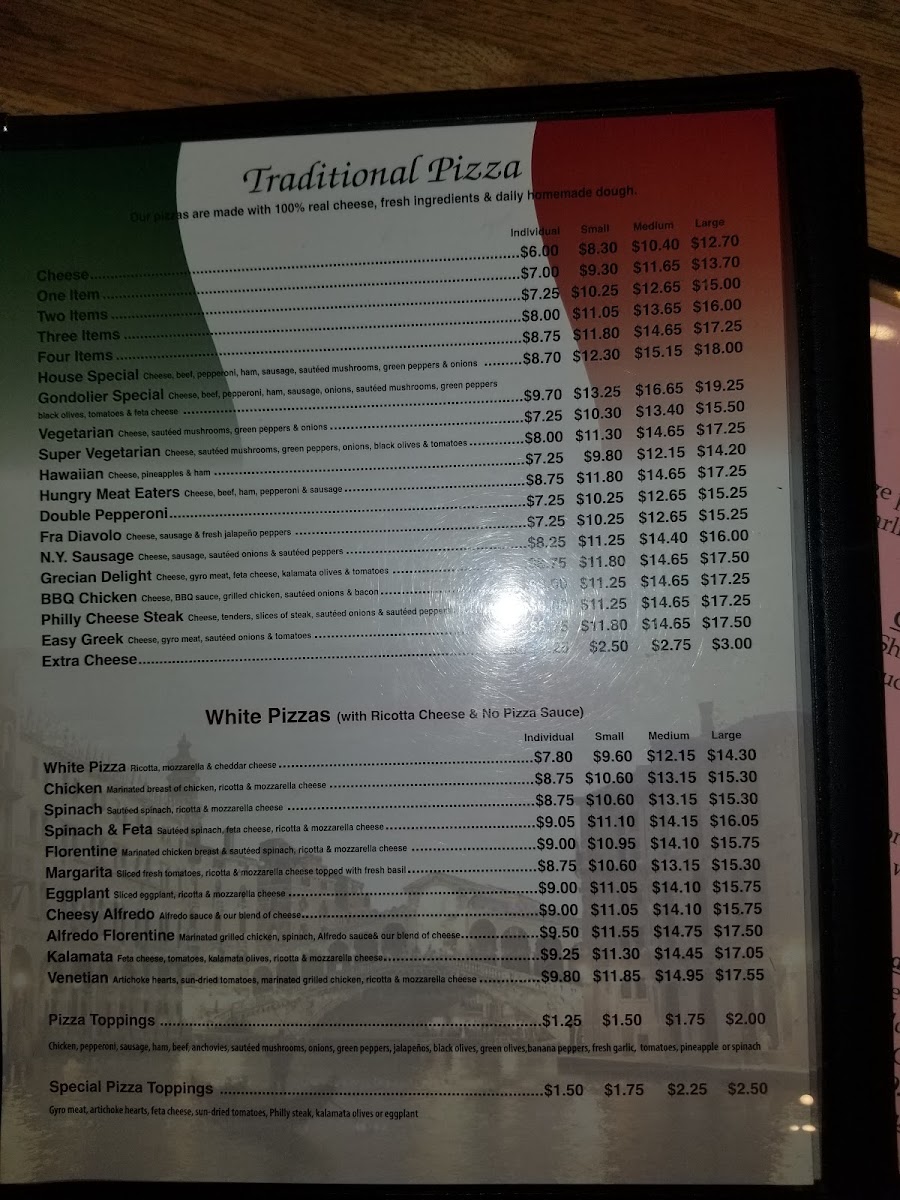 Traditional Pizza
Our pizzas are made with 100% real cheese, fresh ingredients & daily homemade dough.
Individual Small Medium Large
Cheese $6.00 $8.30 $10.40 $12.70
One Item $7.00 $9.30 $11.65 $13.70
Two Items $7.25 $10.25 $12.65 $15.00
Three Items $8.00 $11.05 $13.65 $16.00
Four Items $8.75 $11.80 $14.65 $17.25
House Special Cheese, beef, pepperoni, ham, sausage, sautéed mushrooms, green peppers & onions $8.70 $12.30 $15.15 $18.00
Gondolier Special Cheese, beef, pepperoni, ham, sausage, onions, sautéed mushrooms, green peppers
black olives, tomatoes & feta cheese $9.70 $13.25 $16.65 $19.25
Vegetarian Cheese, sautéed mushrooms, green peppers & onions $7.25 $10.30 $13.40 $15.50
Super Vegetarian Cheese, sautéed mushrooms, green peppers, onions, black olives & tomatoes $8.00 $11.30 $14.65 $17.25
Hawaiian Cheese, pineapples & ham $7.25 $9.80 $12.15 $14.20
Hungry Meat Eaters Cheese, beef, ham, pepperoni & sausage $8.75 $11.80 $14.65 $17.25
Double Pepperoni $7.25 $10.25 $12.65 $15.25
Fra Diavolo Cheese, sausage & fresh jalapeño peppers $7.25 $10.25 $12.65 $15.25
N.Y. Sausage Cheese, sausage, sautéed onions & sautéed peppers $8.25 $11.25 $14.40 $16.00
Grecian Delight Cheese, gyro meat, feta cheese, kalamata olives & tomatoes $11.80 $14.65 $17.50
BBQ Chicken Cheese, BBQ sauce, grilled chicken, sautéed onions & bacon $11.25 $14.65 $17.25
Philly Cheese Steak Cheese, tenders, slices of steak, sautéed onions & sautéed peppers $11.25 $14.65 $17.25
Easy Greek Cheese, gyro meat, sautéed onions & tomatoes $11.80 $14.65 $17.50
Extra Cheese $2.50 $2.75 $3.00
White Pizzas (with Ricotta Cheese & No Pizza Sauce)
Individual Small Medium Large
White Pizza Ricotta, mozzarella & cheddar cheese $7.80 $9.60 $12.15 $14.30
Chicken Marinated breast of chicken, ricotta & mozzarella cheese $8.75 $10.60 $13.15 $15.30
Spinach Sautéed spinach, ricotta & mozzarella cheese $8.75 $10.60 $13.15 $15.30
Spinach & Feta Sautéed spinach, feta cheese, ricotta & mozzarella cheese $9.05 $11.10 $14.15 $16.05
Florentine Marinated chicken breast & sautéed spinach, ricotta & mozzarella cheese $9.00 $10.95 $14.10 $15.75
Margarita Sliced fresh tomatoes, ricotta & mozzarella cheese topped with fresh basil $8.75 $10.60 $13.15 $15.30
Eggplant Sliced eggplant, ricotta & mozzarella cheese $9.00 $11.05 $14.10 $15.75
Cheesy Alfredo Alfredo sauce & our blend of cheese $9.00 $11.05 $14.10 $15.75
Alfredo Florentine Marinated grilled chicken, spinach, Alfredo sauce& our blend of cheese $9.50 $11.55 $14.75 $17.50
Kalamata Feta cheese, tomatoes, kalamata olives, ricotta & mozzarella cheese $9.25 $11.30 $14.45 $17.05
Venetian Artichoke hearts, sun-dried tomatoes, marinated grilled chicken, ricotta & mozzarella cheese $9.80 $11.85 $14.95 $17.55
Pizza Toppings $1.25 $1.50 $1.75 $2.00
Chicken, pepperoni, sausage, ham, beef, anchovies, sautéed mushrooms, onions, green peppers, jalapeños, black olives, green olives,banana peppers, fresh garlic, tomatoes, pineapple or spinach
Special Pizza Toppings $1.50 $1.75 $2.25 $2.50
Gyro meat, artichoke hearts, feta cheese, sun-dried tomatoes, Philly steak, kalamata olives or eggplant